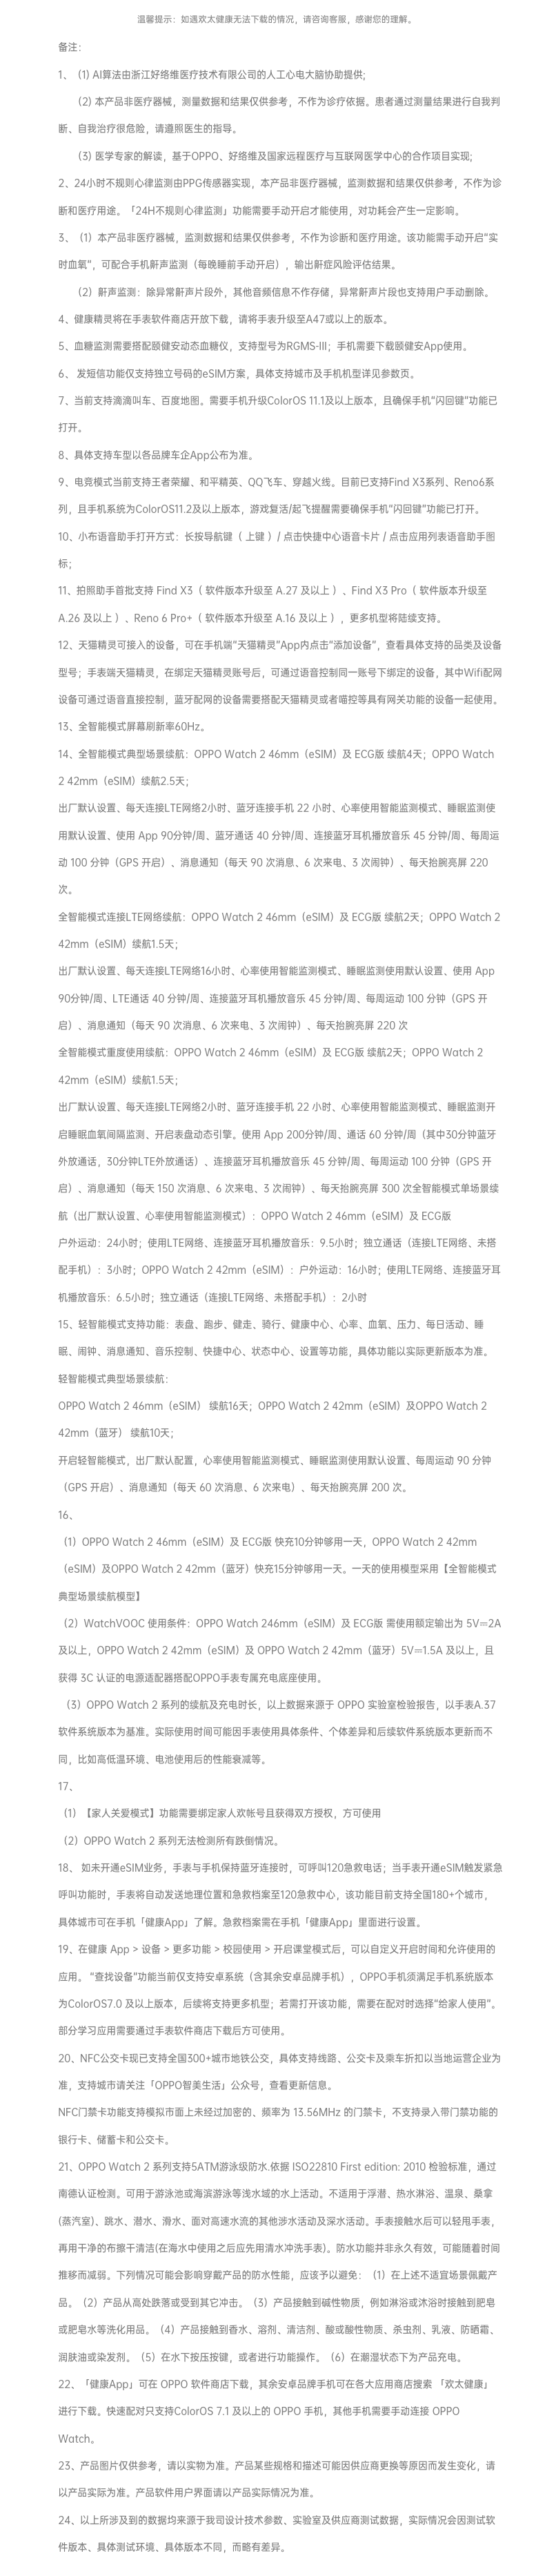 温馨提示：如遇欢太健康无法下载的情况，请咨询客服，感谢您的理解。
备注：
1、 (1) AI算法由浙江好络维医疗技术有限公司的人工心电大脑协助提供;
(2) 本产品非医疗器械，测量数据和结果仅供参考，不作为诊疗依据。患者通过测量结果进行自我判
断、自我治疗很危险，请遵照医生的指导。
(3) 医学专家的解读，基于OPPO、好络维及国家远程医疗与互联网医学中心的合作项目实现;
2、24小时不规则心律监测由PPG传感器实现，本产品非医疗器械，监测数据和结果仅供参考，不作为诊
断和医疗用途。「24H不规则心律监测」功能需要手动开启才能使用，对功耗会产生一定影响。
3、（1）本产品非医疗器械，监测数据和结果仅供参考，不作为诊断和医疗用途。该功能需手动开启“实
时血氧”，可配合手机鼾声监测（每晚睡前手动开启），输出鼾症风险评估结果。
（2）鼾声监测：除异常鼾声片段外，其他音频信息不作存储，异常鼾声片段也支持用户手动删除。
4、健康精灵将在手表软件商店开放下载，请将手表升级至A47或以上的版本。
5、血糖监测需要搭配颐健安动态血糖仪，支持型号为RGMS-III；手机需要下载颐健安App使用。
6、 发短信功能仅支持独立号码的eSIM方案，具体支持城市及手机机型详见参数页。
7、当前支持滴滴叫车、百度地图。需要手机升级ColorOS 11.1及以上版本，且确保手机“闪回键”功能已
打开。
8、具体支持车型以各品牌车企App公布为准。
9、电竞模式当前支持王者荣耀、和平精英、QQ飞车、穿越火线。目前已支持Find X3系列、Reno6系
列，且手机系统为ColorOS11.2及以上版本，游戏复活/起飞提醒需要确保手机“闪回键”功能已打开。
10、小布语音助手打开方式：长按导航键（ 上键 ）/ 点击快捷中心语音卡片 / 点击应用列表语音助手图
标；
11、拍照助手首批支持 Find X3（ 软件版本升级至 A.27 及以上 ）、Find X3 Pro（ 软件版本升级至
A.26 及以上 ）、Reno 6 Pro+（ 软件版本升级至 A.16 及以上 ），更多机型将陆续支持。
12、天猫精灵可接入的设备，可在手机端“天猫精灵”App内点击“添加设备”，查看具体支持的品类及设备
型号；手表端天猫精灵，在绑定天猫精灵账号后，可通过语音控制同一账号下绑定的设备，其中Wifi配网
设备可通过语音直接控制，蓝牙配网的设备需要搭配天猫精灵或者喵控等具有网关功能的设备一起使用。
13、全智能模式屏幕刷新率60Hz。
14、全智能模式典型场景续航：OPPO Watch 2 46mm（eSIM）及 ECG版 续航4天；OPPO Watch
2 42mm（eSIM）续航2.5天；
出厂默认设置、每天连接LTE网络2小时、蓝牙连接手机 22 小时、心率使用智能监测模式、睡眠监测使
用默认设置、使用 App 90分钟/周、蓝牙通话 40 分钟/周、连接蓝牙耳机播放音乐 45 分钟/周、每周运
动 100 分钟（GPS 开启）、消息通知（每天 90 次消息、6 次来电、3 次闹钟）、每天抬腕亮屏 220
次。
全智能模式连接LTE网络续航：OPPO Watch 2 46mm（eSIM）及 ECG版 续航2天；OPPO Watch 2
42mm（eSIM）续航1.5天；
出厂默认设置、每天连接LTE网络16小时、心率使用智能监测模式、睡眠监测使用默认设置、使用 App
90分钟/周、LTE通话 40 分钟/周、连接蓝牙耳机播放音乐 45 分钟/周、每周运动 100 分钟（GPS 开
启）、消息通知（每天 90 次消息、6 次来电、3 次闹钟）、每天抬腕亮屏 220 次
全智能模式重度使用续航：OPPO Watch 2 46mm（eSIM）及 ECG版 续航2天；OPPO Watch 2
42mm（eSIM）续航1.5天；
出厂默认设置、每天连接LTE网络2小时、蓝牙连接手机 22 小时、心率使用智能监测模式、睡眠监测开
启睡眠血氧间隔监测、开启表盘动态引擎。使用 App 200分钟/周、通话 60 分钟/周（其中30分钟蓝牙
外放通话，30分钟LTE外放通话）、连接蓝牙耳机播放音乐 45 分钟/周、每周运动 100 分钟（GPS 开
启）、消息通知（每天 150 次消息、6 次来电、3 次闹钟）、每天抬腕亮屏 300 次全智能模式单场景续
航（出厂默认设置、心率使用智能监测模式）：OPPO Watch 2 46mm（eSIM）及 ECG版
户外运动：24小时；使用LTE网络、连接蓝牙耳机播放音乐：9.5小时；独立通话（连接LTE网络、未搭
配手机）：3小时；OPPO Watch 2 42mm（eSIM）：户外运动：16小时；使用LTE网络、连接蓝牙耳
机播放音乐：6.5小时；独立通话（连接LTE网络、未搭配手机）：2小时
15、轻智能模式支持功能：表盘、跑步、健走、骑行、健康中心、心率、血氧、压力、每日活动、睡
眠、闹钟、消息通知、音乐控制、快捷中心、状态中心、设置等功能，具体功能以实际更新版本为准。
轻智能模式典型场景续航：
OPPO Watch 2 46mm（eSIM） 续航16天；OPPO Watch 2 42mm（eSIM）及OPPO Watch 2
42mm（蓝牙） 续航10天；
开启轻智能模式，出厂默认配置，心率使用智能监测模式、睡眠监测使用默认设置、每周运动 90 分钟
（GPS 开启）、消息通知（每天 60 次消息、6 次来电）、每天抬腕亮屏 200 次。
16、
（1）OPPO Watch 2 46mm（eSIM）及 ECG版 快充10分钟够用一天，OPPO Watch 2 42mm
（eSIM）及OPPO Watch 2 42mm（蓝牙）快充15分钟够用一天。一天的使用模型采用【全智能模式
典型场景续航模型】
（2）WatchVOOC 使用条件：OPPO Watch 246mm（eSIM）及 ECG版 需使用额定输出为 5V⎓2A
及以上，OPPO Watch 2 42mm（eSIM）及 OPPO Watch 2 42mm（蓝牙）5V⎓1.5A 及以上，且
获得 3C 认证的电源适配器搭配OPPO手表专属充电底座使用。
（3）OPPO Watch 2 系列的续航及充电时长，以上数据来源于 OPPO 实验室检验报告，以手表A.37
软件系统版本为基准。实际使用时间可能因手表使用具体条件、个体差异和后续软件系统版本更新而不
同，比如高低温环境、电池使用后的性能衰减等。
17、
（1）【家人关爱模式】功能需要绑定家人欢帐号且获得双方授权，方可使用
（2）OPPO Watch 2 系列无法检测所有跌倒情况。
18、 如未开通eSIM业务，手表与手机保持蓝牙连接时，可呼叫120急救电话；当手表开通eSIM触发紧急
呼叫功能时，手表将自动发送地理位置和急救档案至120急救中心，该功能目前支持全国180+个城市，
具体城市可在手机「健康App」了解。急救档案需在手机「健康App」里面进行设置。
19、在健康 App > 设备 > 更多功能 > 校园使用 > 开启课堂模式后，可以自定义开启时间和允许使用的
应用。 “查找设备”功能当前仅支持安卓系统（含其余安卓品牌手机），OPPO手机须满足手机系统版本
为ColorOS7.0 及以上版本，后续将支持更多机型；若需打开该功能，需要在配对时选择“给家人使用”。
部分学习应用需要通过手表软件商店下载后方可使用。
20、NFC公交卡现已支持全国300+城市地铁公交，具体支持线路、公交卡及乘车折扣以当地运营企业为
准，支持城市请关注「OPPO智美生活」公众号，查看更新信息。
NFC门禁卡功能支持模拟市面上未经过加密的、频率为 13.56MHz 的门禁卡，不支持录入带门禁功能的
银行卡、储蓄卡和公交卡。
21、OPPO Watch 2 系列支持5ATM游泳级防水.依据 ISO22810 First edition: 2010 检验标准，通过
南德认证检测。可用于游泳池或海滨游泳等浅水域的水上活动。不适用于浮潜、热水淋浴、温泉、桑拿
(蒸汽室)、跳水、潜水、滑水、面对高速水流的其他涉水活动及深水活动。手表接触水后可以轻甩手表，
再用干净的布擦干清洁(在海水中使用之后应先用清水冲洗手表)。防水功能并非永久有效，可能随着时间
推移而减弱。下列情况可能会影响穿戴产品的防水性能，应该予以避免：（1）在上述不适宜场景佩戴产
品。（2）产品从高处跌落或受到其它冲击。（3）产品接触到碱性物质，例如淋浴或沐浴时接触到肥皂
或肥皂水等洗化用品。（4）产品接触到香水、溶剂、清洁剂、酸或酸性物质、杀虫剂、乳液、防晒霜、
润肤油或染发剂。（5）在水下按压按键，或者进行功能操作。（6）在潮湿状态下为产品充电。
22、「健康App」可在 OPPO 软件商店下载，其余安卓品牌手机可在各大应用商店搜索 「欢太健康」
进行下载。快速配对只支持ColorOS 7.1 及以上的 OPPO 手机，其他手机需要手动连接 OPPO
Watch。
23、产品图片仅供参考，请以实物为准。产品某些规格和描述可能因供应商更换等原因而发生变化，请
以产品实际为准。产品软件用户界面请以产品实际情况为准。
24、以上所涉及到的数据均来源于我司设计技术参数、实验室及供应商测试数据，实际情况会因测试软
件版本、具体测试环境、具体版本不同，而略有差异。